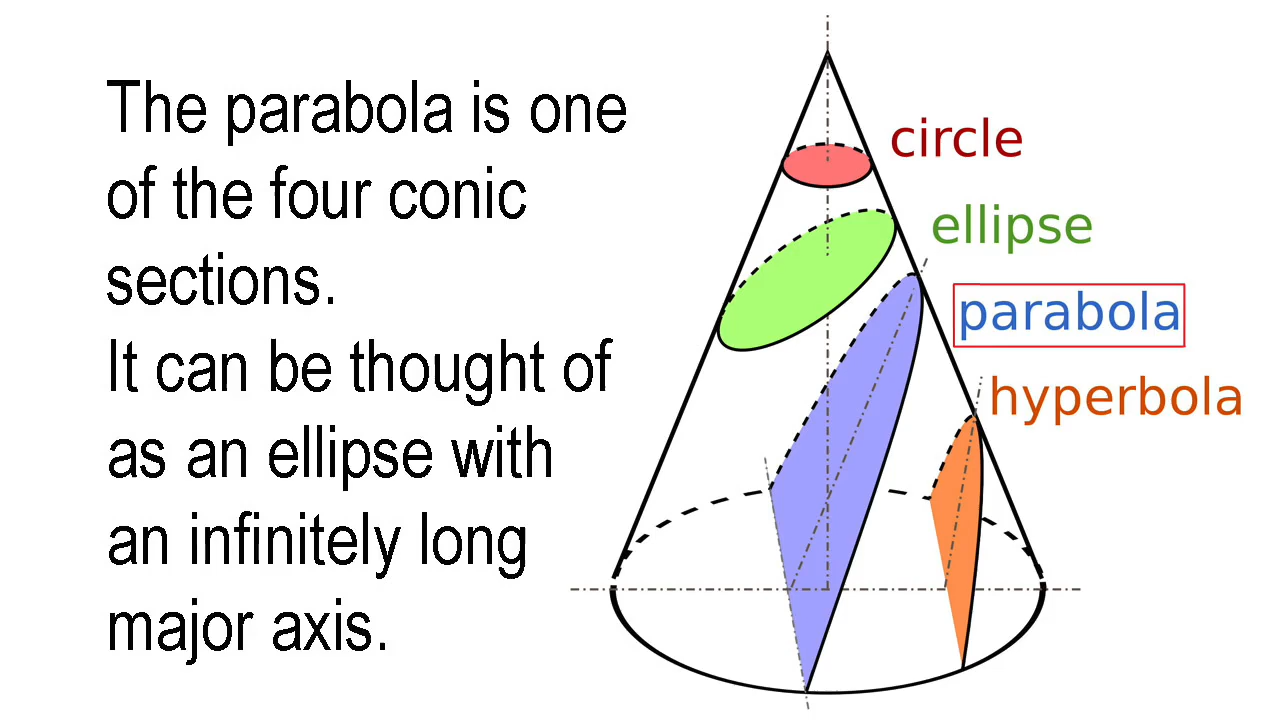 The parabola is one
of the four conic
sections.
It can be thought of
as an ellipse with
an infinitely long
major axis.
circle
ellipse
parabola
hyperbola